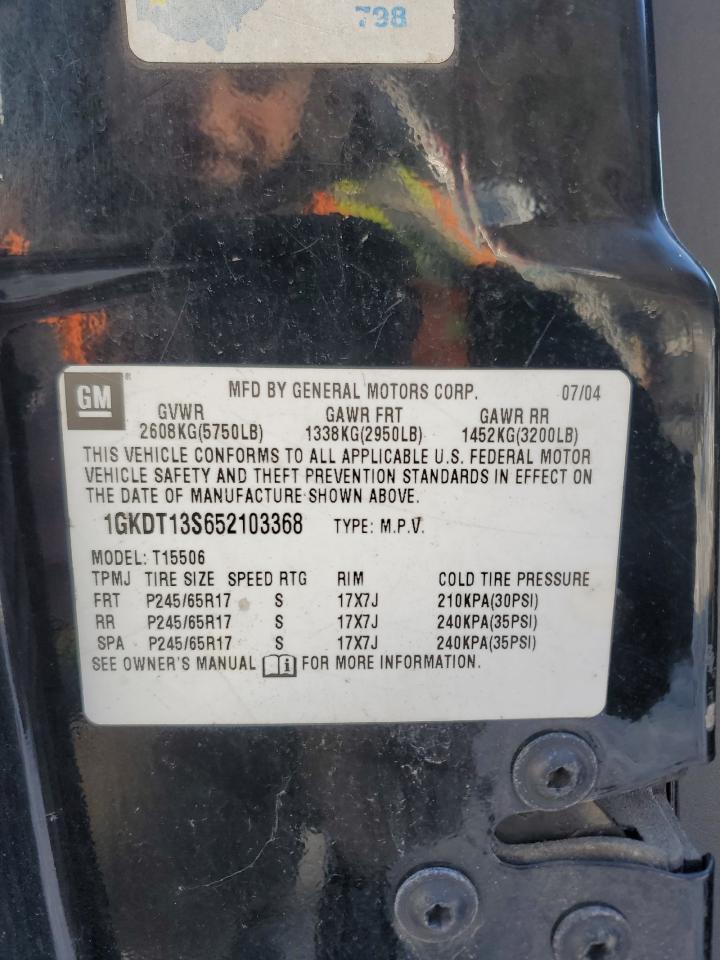 798
GM
MFD BY GENERAL MOTORS CORP. 07/04
GVWR GAWR FRT GAWR RR
2608KG(5750LB) 1338KG(2950LB) 1452KG(3200LB)
THIS VEHICLE CONFORMS TO ALL APPLICABLE U.S. FEDERAL MOTOR
VEHICLE SAFETY AND THEFT PREVENTION STANDARDS IN EFFECT ON
THE DATE OF MANUFACTURE SHOWN ABOVE.
1GKDT13S652103368 TYPE: M.P.V.
MODEL: T15506
TPMJ TIRE SIZE SPEED RTG RIM COLD TIRE PRESSURE
FRT P245/65R17 S 17X7J 210KPA(30PSI)
RR P245/65R17 S 17X7J 240KPA(35PSI)
SPA P245/65R17 S 17X7J 240KPA(35PSI)
SEE OWNER'S MANUAL i FOR MORE INFORMATION.